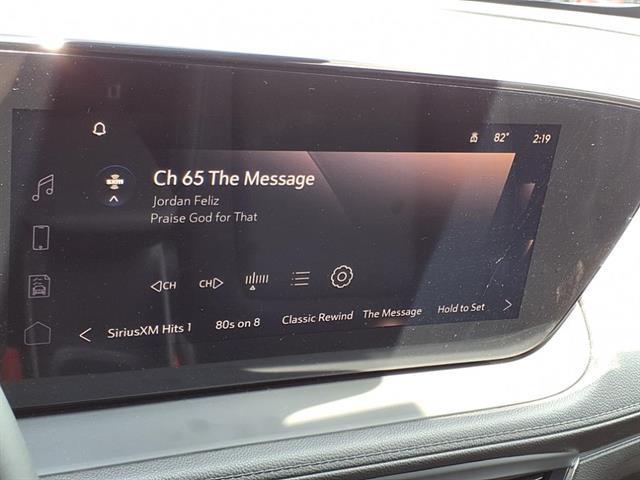 82° 2:19
Ch 65 The Message
Jordan Feliz
Praise God for That
CH CH
SiriusXM Hits 1 80s on 8 Classic Rewind The Message Hold to Set